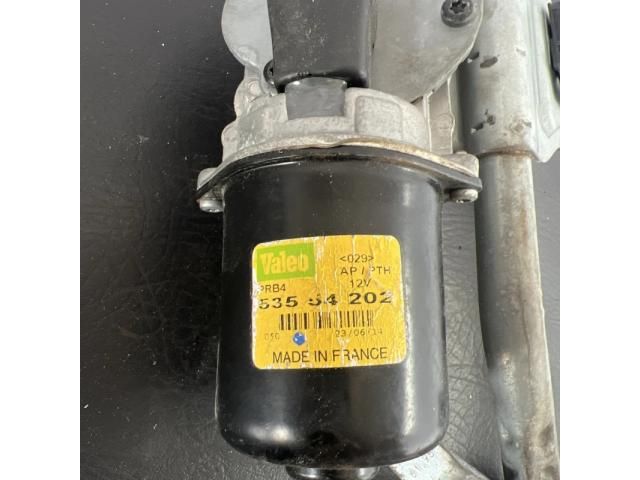 Valeo
<029>
AP / PTH
PRB4
12V
535 54 202
050
23/06/14
MADE IN FRANCE